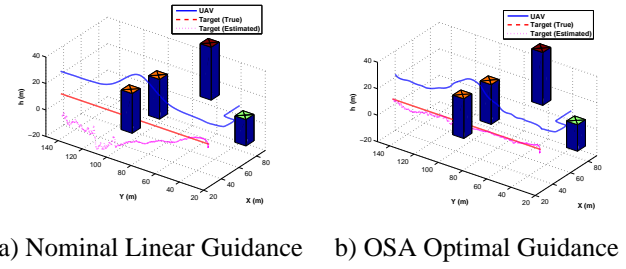 UAV
Target (True)
Target (Estimated)
40
20
0
−20
h (m)
140
120
100
80
60
40
20
Y (m)
20
40
60
80
X (m)
UAV
Target (True)
Target (Estimated)
40
20
0
−20
h (m)
140
120
100
80
60
40
20
Y (m)
20
40
60
80
X (m)
a) Nominal Linear Guidance
b) OSA Optimal Guidance